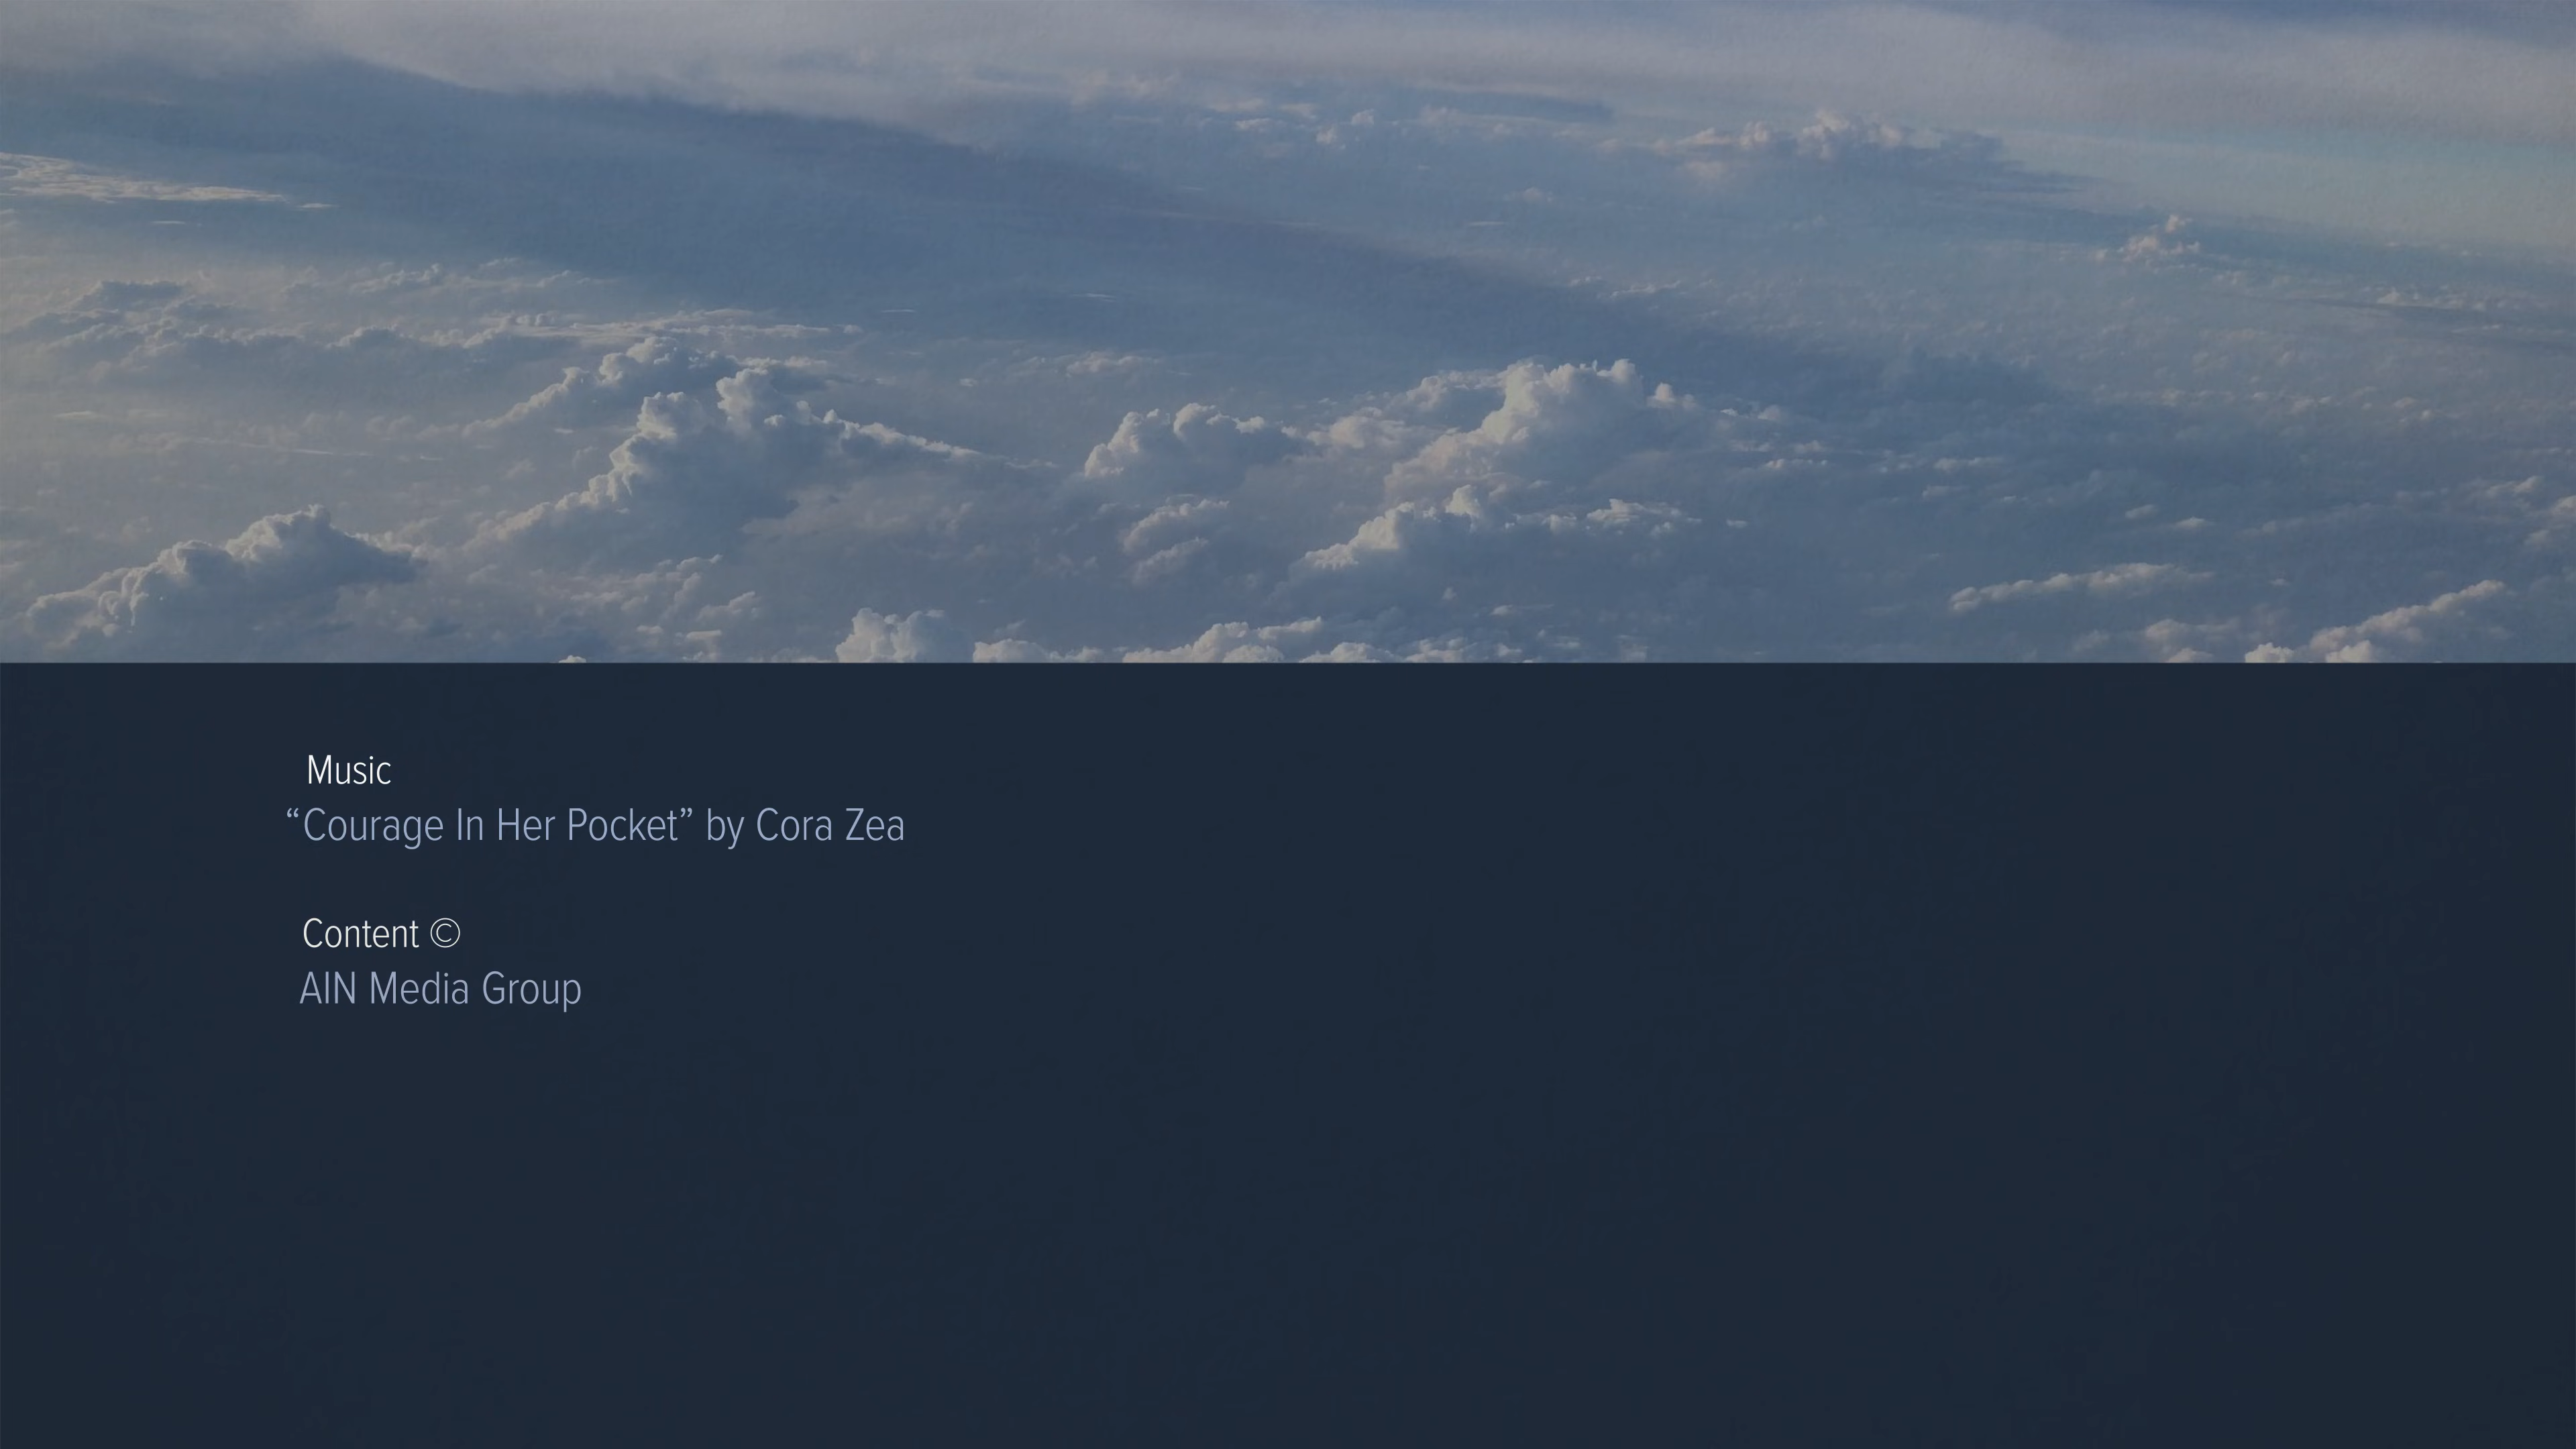 Music
“Courage In Her Pocket” by Cora Zea
Content ©
AIN Media Group